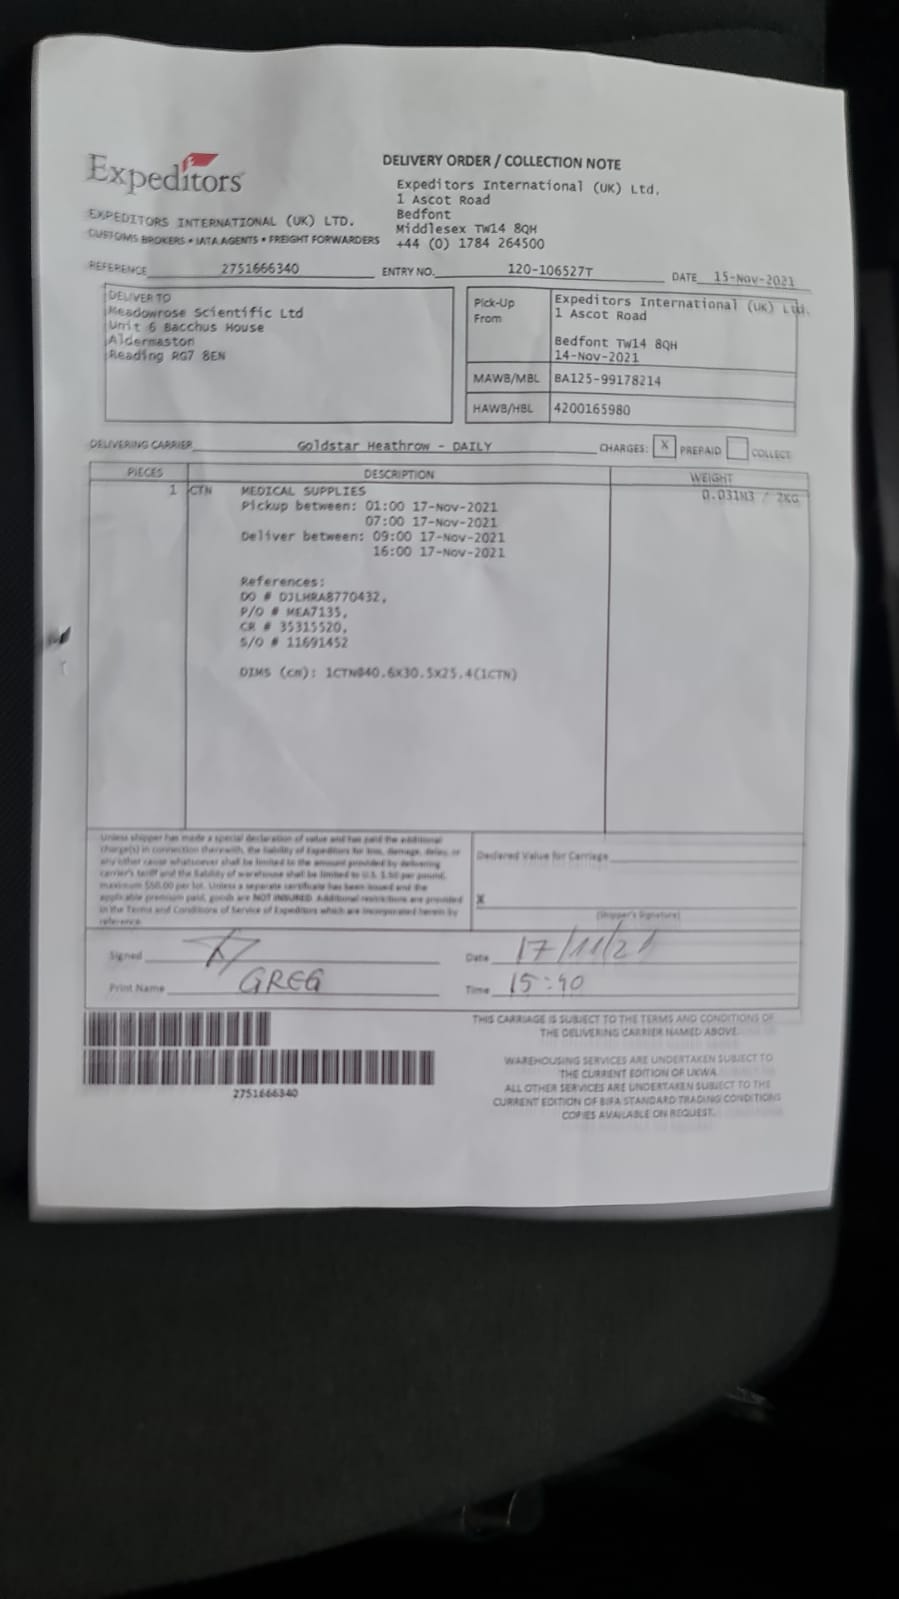 Expeditors
EXPEDITORS INTERNATIONAL (UK) LTD.
CUSTOMS BROKERS • IATA AGENTS • FREIGHT FORWARDERS
DELIVERY ORDER / COLLECTION NOTE
Expeditors International (UK) Ltd.
1 Ascot Road
Bedfont
Middlesex TW14 8QH
+44 (0) 1784 264500
REFERENCE 2751666340 ENTRY NO. 120-106527T DATE 15-Nov-2021
DELIVER TO
Meadowrose Scientific Ltd
Unit 6 Bacchus House
Aldermaston
Reading RG7 8EN
Pick-Up From
Expeditors International (UK) Ltd.
1 Ascot Road
Bedfont TW14 8QH
14-Nov-2021
MAWB/MBL BA125-99178214
HAWB/HBL 4200165980
DELIVERING CARRIER Goldstar Heathrow - DAILY CHARGES: X PREPAID COLLECT
PIECES DESCRIPTION WEIGHT
1 CTN MEDICAL SUPPLIES 0.031M3 / 2KG
Pickup between: 01:00 17-Nov-2021
07:00 17-Nov-2021
Deliver between: 09:00 17-Nov-2021
16:00 17-Nov-2021
References:
DO # DJLHRA8770432,
P/O # MEA7135,
CR # 35315520,
S/O # 11691452
DIMS (cm): 1CTN@40.6x30.5x25.4(1CTN)
Unless shipper has made a special declaration of value and has paid the additional
charge(s) in connection therewith, the liability of Expeditors for loss, damage, delay, or
any other cause whatsoever shall be limited to the amount provided by delivering
carrier's tariff and the liability of warehouse shall be limited to U.S. $.50 per pound,
maximum $50.00 per lot. Unless a separate certificate has been issued and the
applicable premium paid, goods are NOT INSURED. Additional restrictions are provided
in the Terms and Conditions of Service of Expeditors which are incorporated herein by
reference.
Declared Value for Carriage
X
(Shipper's Signature)
Signed
Date 17/11/21
Print Name GREG
Time 15:40
2751666340
THIS CARRIAGE IS SUBJECT TO THE TERMS AND CONDITIONS OF
THE DELIVERING CARRIER NAMED ABOVE.
WAREHOUSING SERVICES ARE UNDERTAKEN SUBJECT TO
THE CURRENT EDITION OF UKWA.
ALL OTHER SERVICES ARE UNDERTAKEN SUBJECT TO THE
CURRENT EDITION OF BIFA STANDARD TRADING CONDITIONS
COPIES AVAILABLE ON REQUEST.